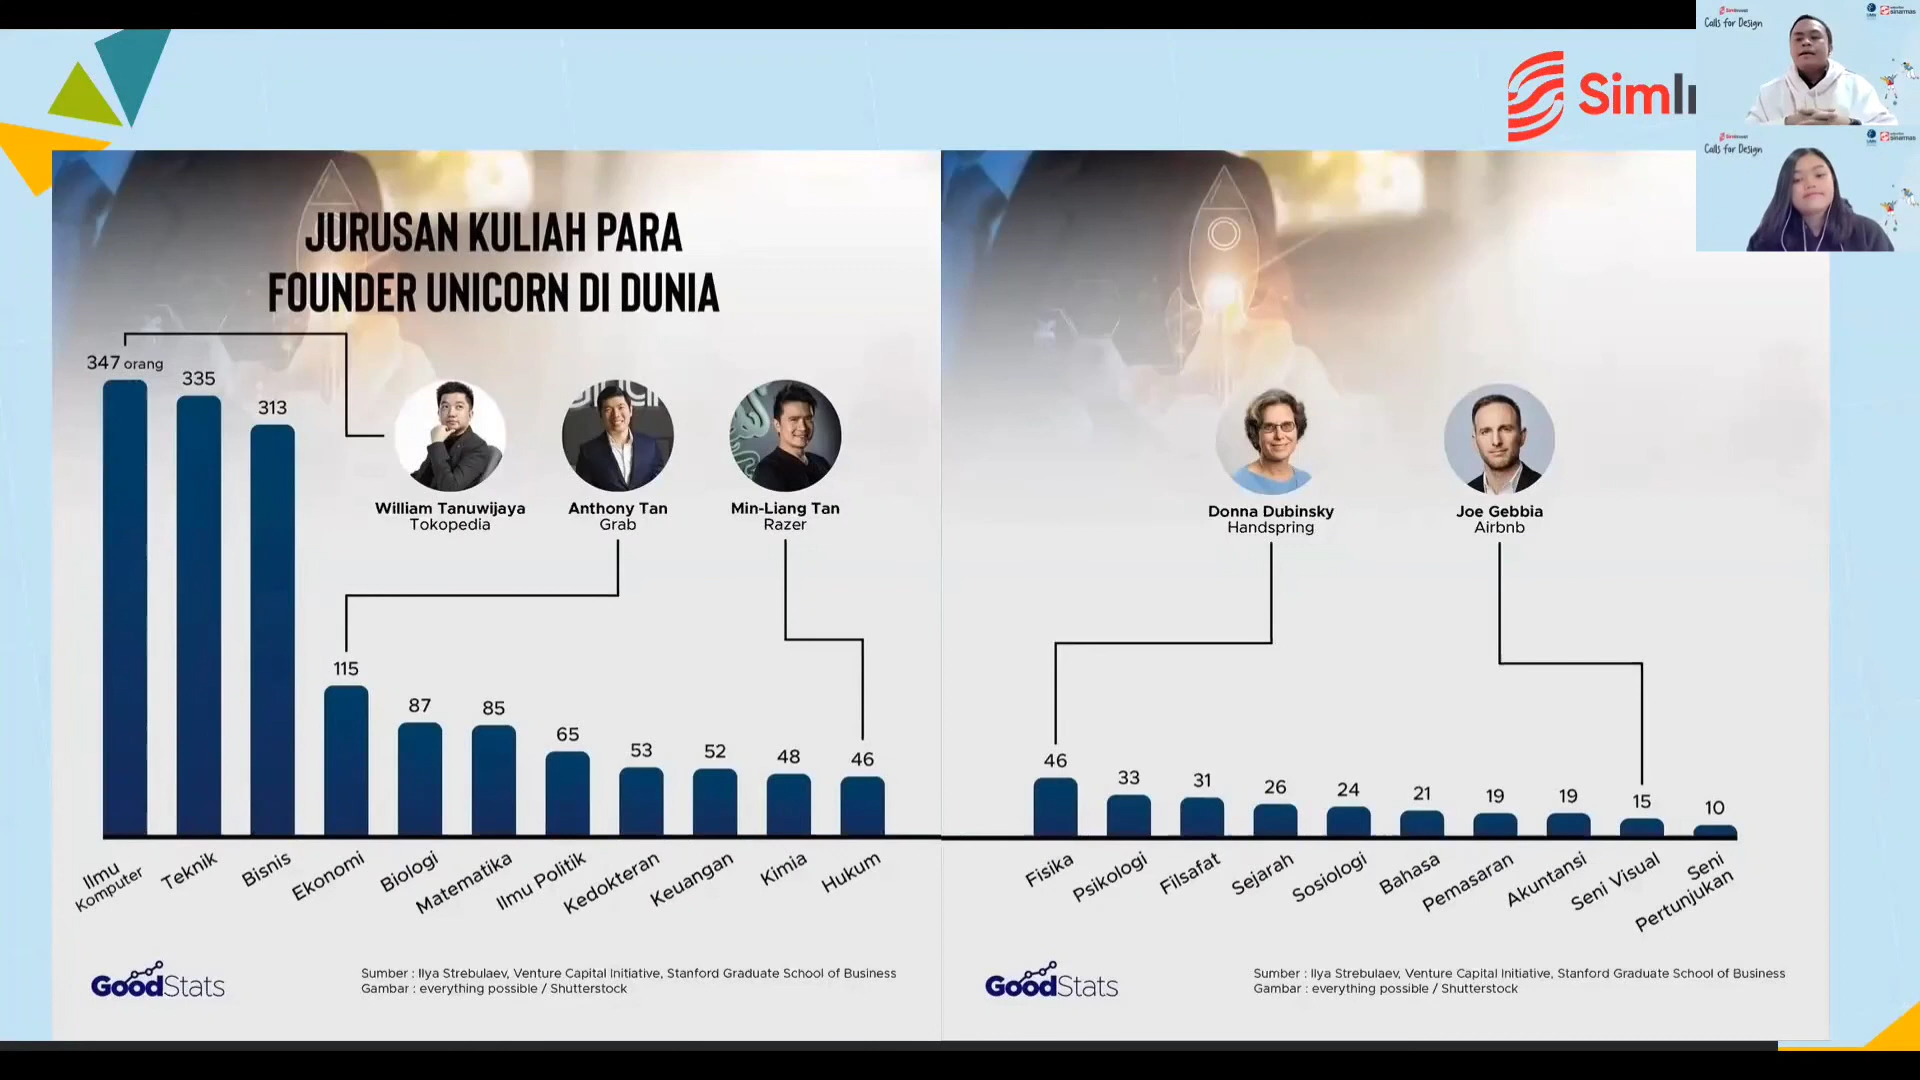 SimI
Calls for Design
sinarmas
Calls for Design
sinarmas
JURUSAN KULIAH PARA
FOUNDER UNICORN DI DUNIA
347 orang
335
313
115
87
85
65
53
52
48
46
William Tanuwijaya
Tokopedia
Anthony Tan
Grab
Min-Liang Tan
Razer
Ilmu
Komputer
Teknik
Bisnis
Ekonomi
Biologi
Matematika
Ilmu Politik
Kedokteran
Keuangan
Kimia
Hukum
GoodStats
Sumber : Ilya Strebulaev, Venture Capital Initiative, Stanford Graduate School of Business
Gambar : everything possible / Shutterstock
Donna Dubinsky
Handspring
Joe Gebbia
Airbnb
46
33
31
26
24
21
19
19
15
10
Fisika
Psikologi
Filsafat
Sejarah
Sosiologi
Bahasa
Pemasaran
Akuntansi
Seni Visual
Seni
Pertunjukan
GoodStats
Sumber : Ilya Strebulaev, Venture Capital Initiative, Stanford Graduate School of Business
Gambar : everything possible / Shutterstock